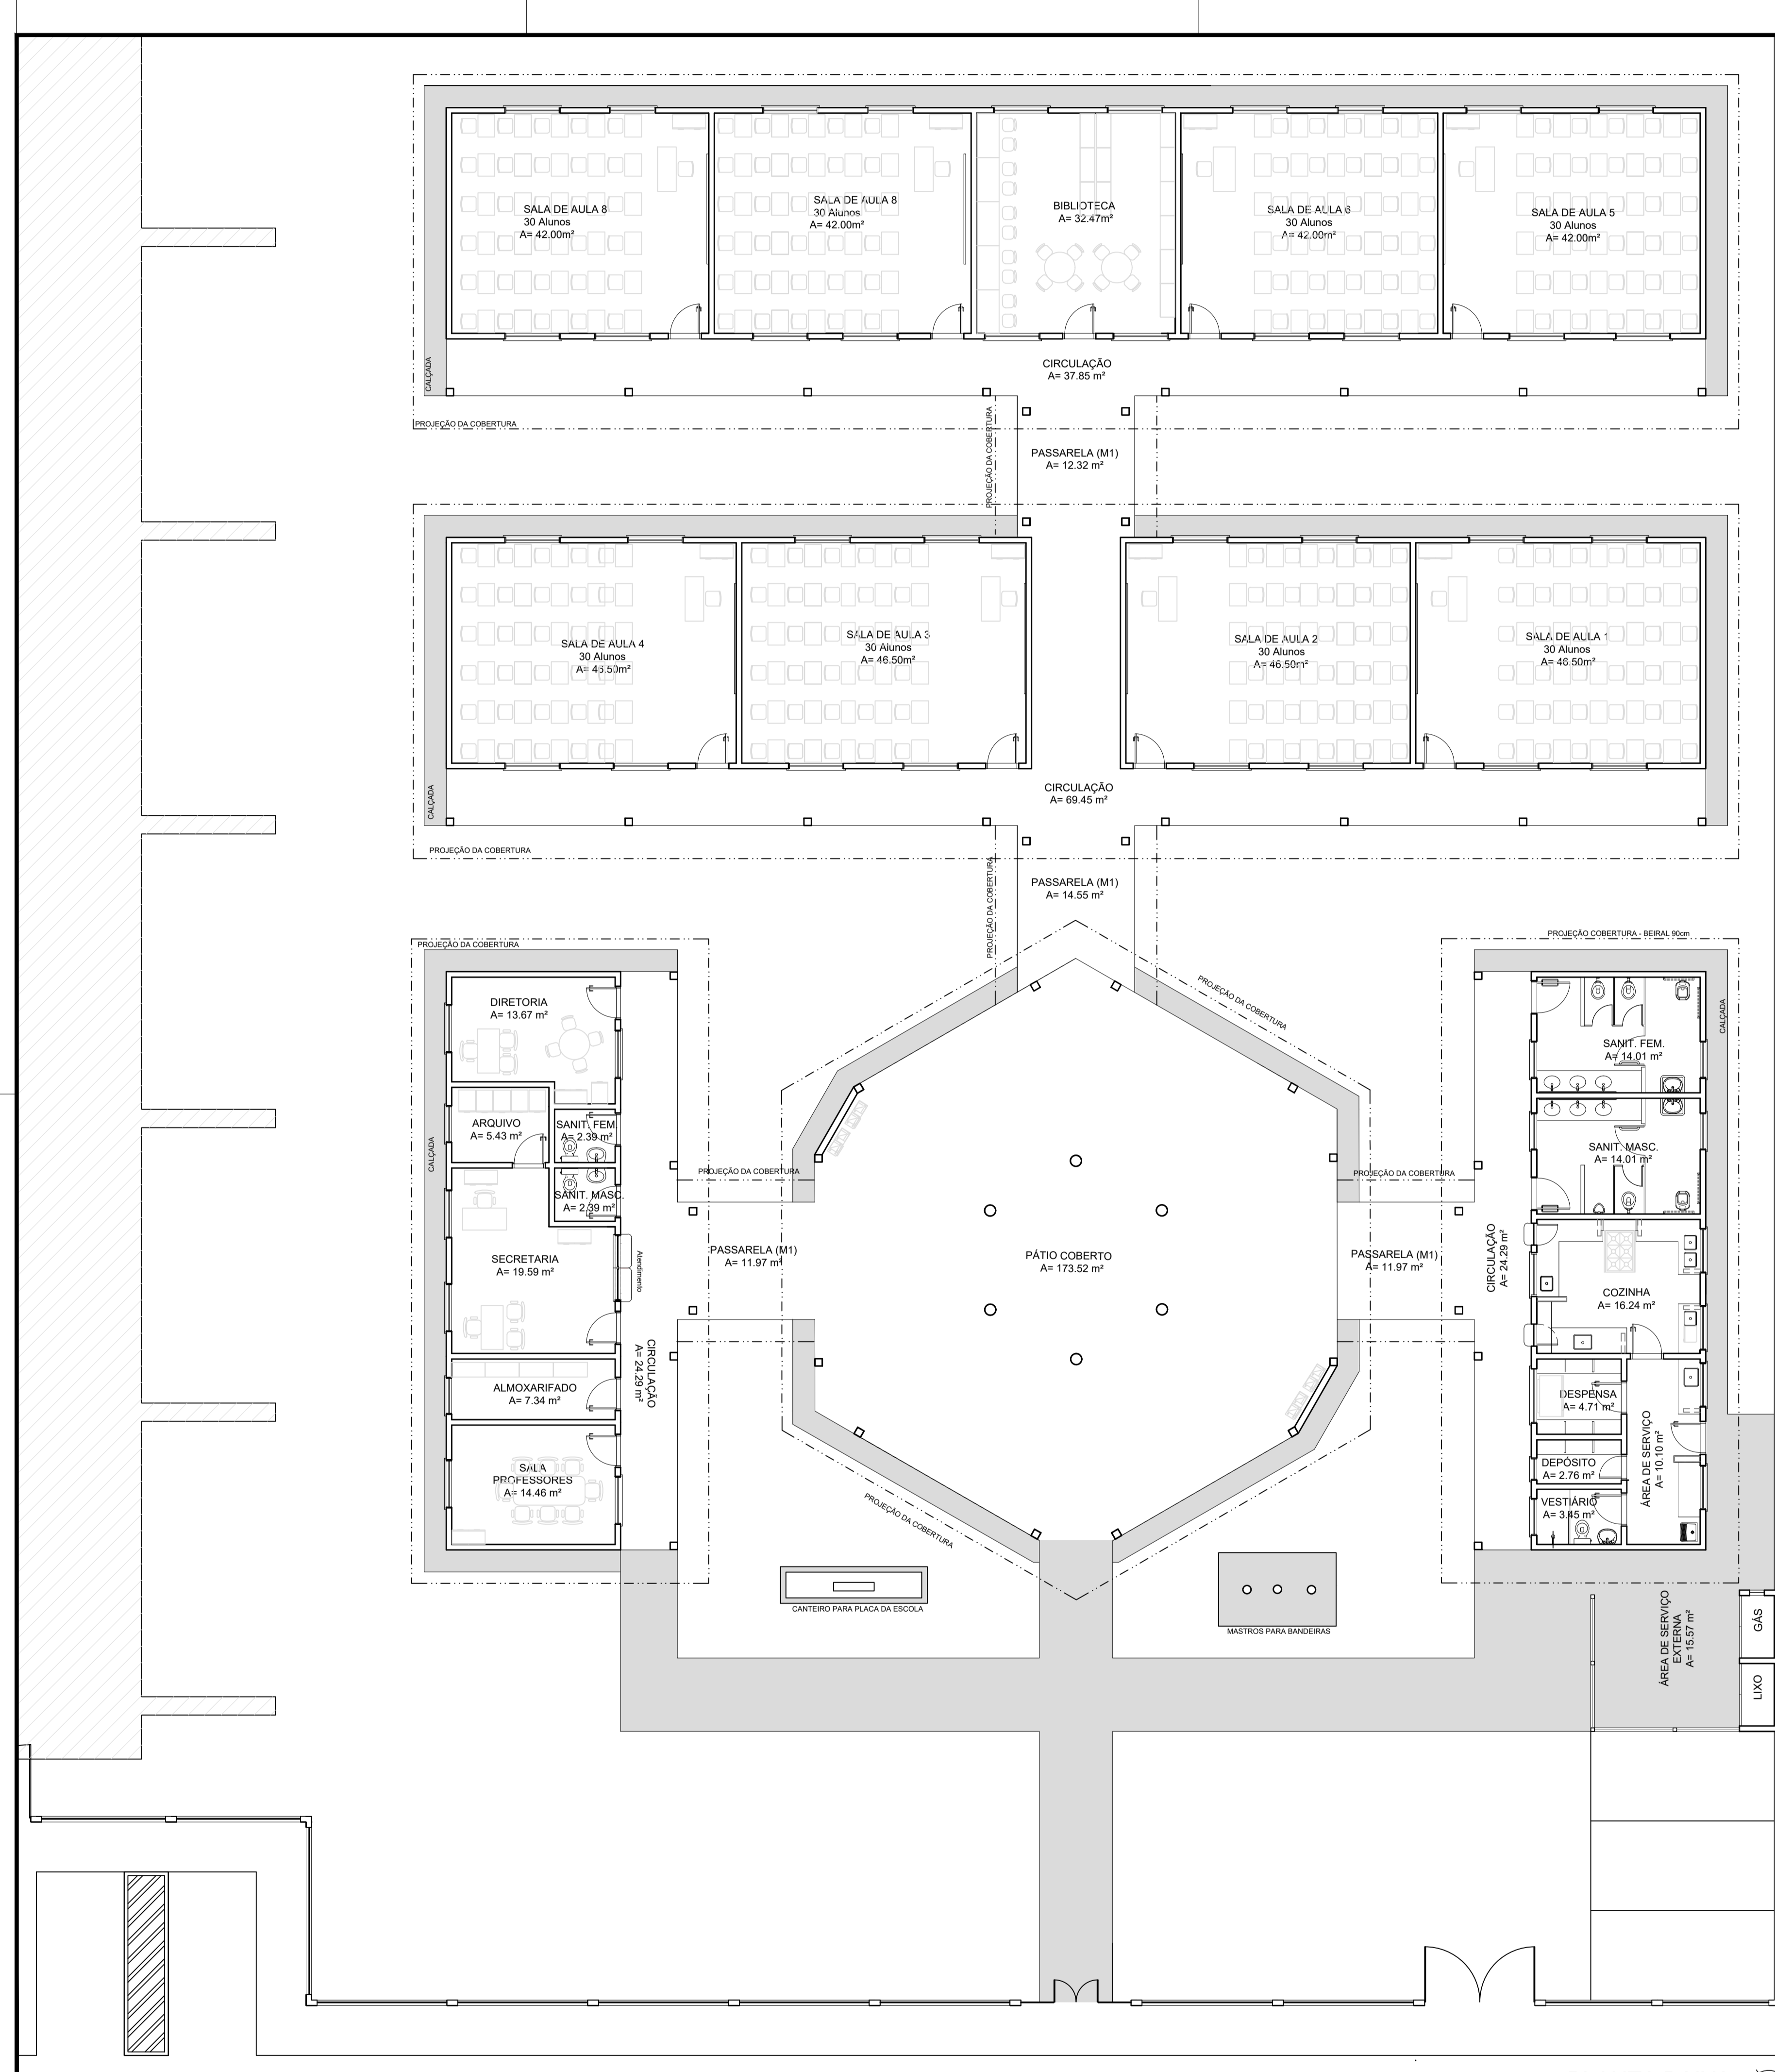 SALA DE AULA 8
30 Alunos
A= 42.00m²
SALA DE AULA 8
30 Alunos
A= 42.00m²
BIBLIOTECA
A= 32.47m²
SALA DE AULA 6
30 Alunos
A= 42.00m²
SALA DE AULA 5
30 Alunos
A= 42.00m²
CALÇADA
CIRCULAÇÃO
A= 37.85 m²
PROJEÇÃO DA COBERTURA
PROJEÇÃO DA COBERTURA
PASSARELA (M1)
A= 12.32 m²
SALA DE AULA 4
30 Alunos
A= 46.50m²
SALA DE AULA 3
30 Alunos
A= 46.50m²
SALA DE AULA 2
30 Alunos
A= 46.50m²
SALA DE AULA 1
30 Alunos
A= 46.50m²
CALÇADA
CIRCULAÇÃO
A= 69.45 m²
PROJEÇÃO DA COBERTURA
PROJEÇÃO DA COBERTURA
PASSARELA (M1)
A= 14.55 m²
PROJEÇÃO DA COBERTURA
PROJEÇÃO COBERTURA - BEIRAL 90cm
PROJEÇÃO DA COBERTURA
DIRETORIA
A= 13.67 m²
ARQUIVO
A= 5.43 m²
SANIT. FEM.
A= 2.39 m²
CALÇADA
SANIT. MASC.
A= 2.39 m²
SECRETARIA
A= 19.59 m²
Atendimento
ALMOXARIFADO
A= 7.34 m²
CIRCULAÇÃO
A= 24.29 m²
SALA
PROFESSORES
A= 14.46 m²
PROJEÇÃO DA COBERTURA
PASSARELA (M1)
A= 11.97 m²
PÁTIO COBERTO
A= 173.52 m²
PROJEÇÃO DA COBERTURA
PASSARELA (M1)
A= 11.97 m²
CIRCULAÇÃO
A= 24.29 m²
SANIT. FEM.
A= 14.01 m²
CALÇADA
SANIT. MASC.
A= 14.01 m²
COZINHA
A= 16.24 m²
DESPENSA
A= 4.71 m²
DEPÓSITO
A= 2.76 m²
VESTIÁRIO
A= 3.45 m²
ÁREA DE SERVIÇO
A= 10.10 m²
PROJEÇÃO DA COBERTURA
CANTEIRO PARA PLACA DA ESCOLA
MASTROS PARA BANDEIRAS
ÁREA DE SERVIÇO
EXTERNA
A= 15.57 m²
GÁS
LIXO